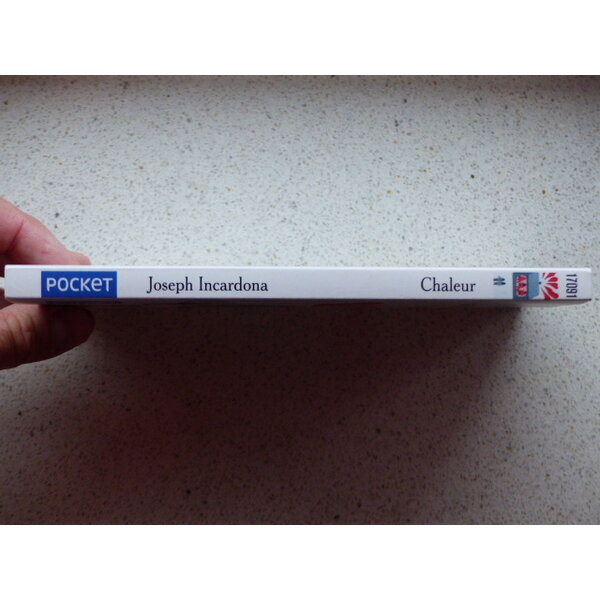 POCKET
Joseph Incardona
Chaleur
17091